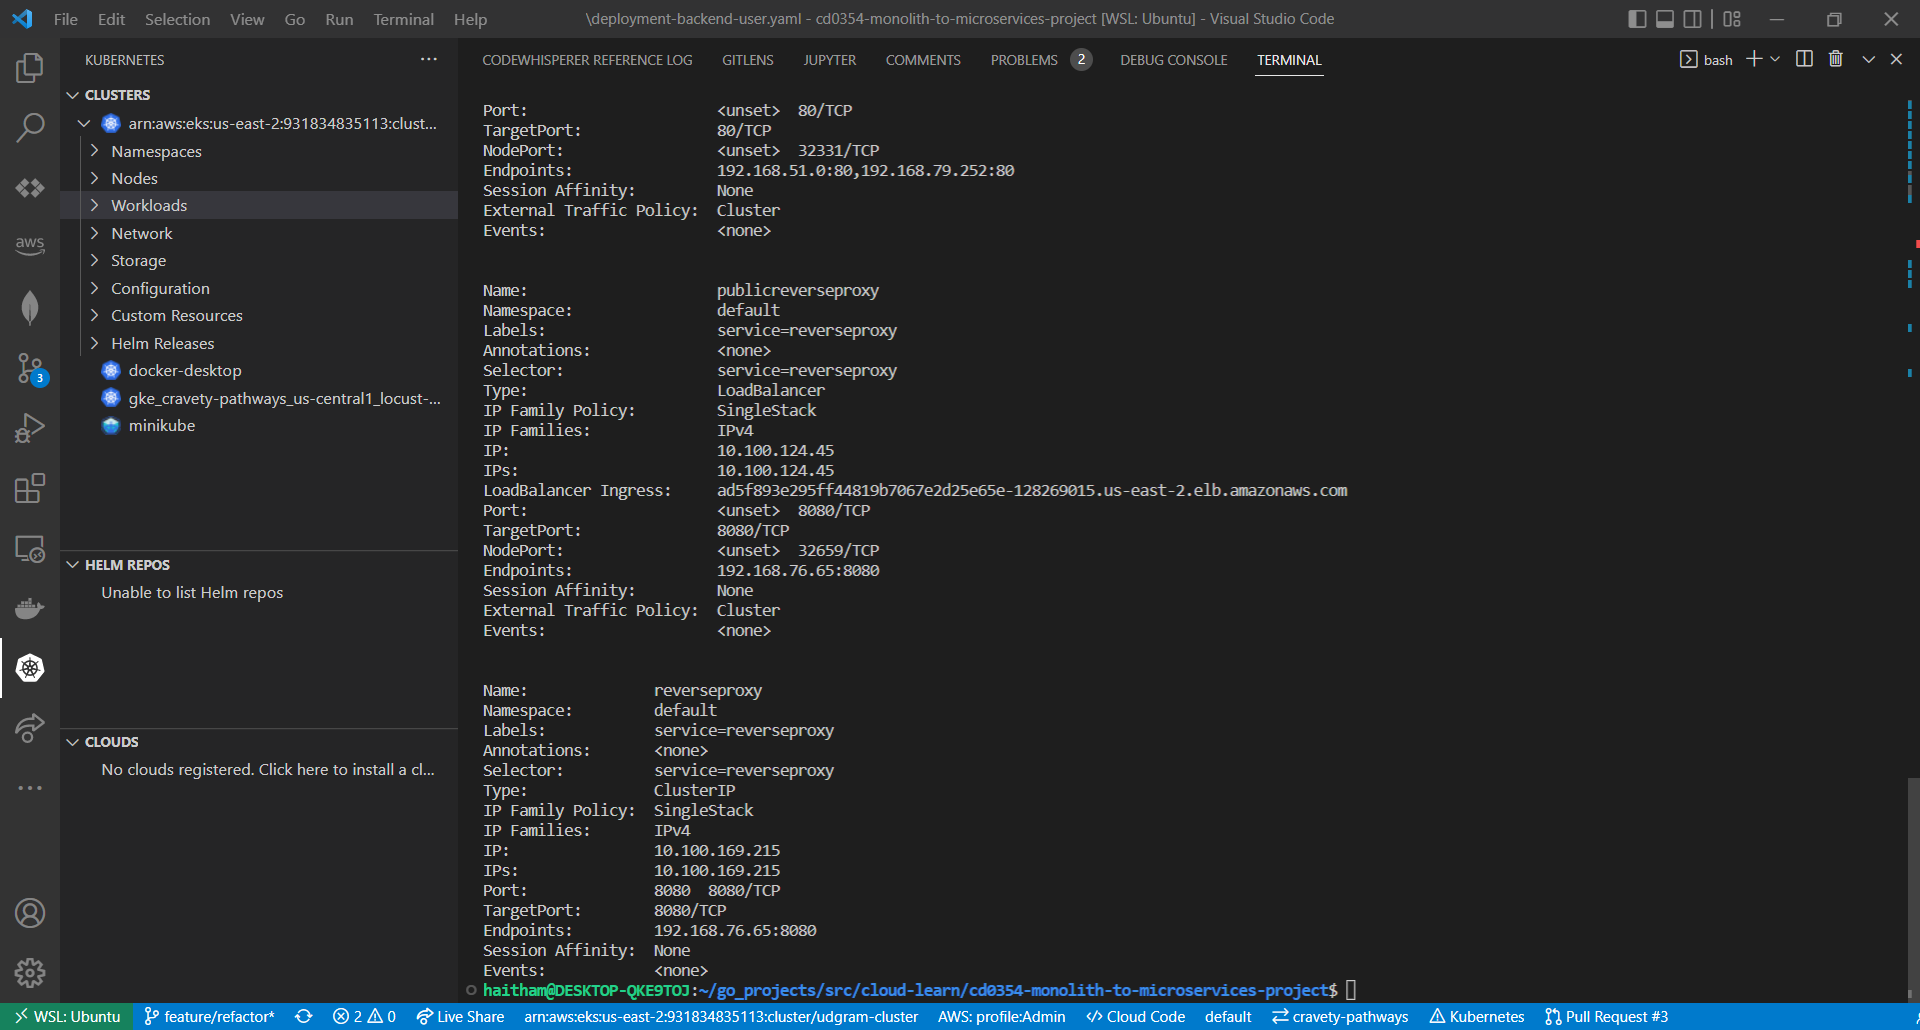 File Edit Selection View Go Run Terminal Help \deployment-backend-user.yaml - cd0354-monolith-to-microservices-project [WSL: Ubuntu] - Visual Studio Code
KUBERNETES
CLUSTERS
arn:aws:eks:us-east-2:931834835113:clust...
Namespaces
Nodes
Workloads
Network
Storage
Configuration
Custom Resources
Helm Releases
docker-desktop
gke_cravety-pathways_us-central1_locust-...
minikube
HELM REPOS
Unable to list Helm repos
CLOUDS
No clouds registered. Click here to install a cl...
aws
3
CODEWHISPERER REFERENCE LOG GITLENS JUPYTER COMMENTS PROBLEMS 2 DEBUG CONSOLE TERMINAL bash
Port: <unset> 80/TCP
TargetPort: 80/TCP
NodePort: <unset> 32331/TCP
Endpoints: 192.168.51.0:80,192.168.79.252:80
Session Affinity: None
External Traffic Policy: Cluster
Events: <none>
Name: publicreverseproxy
Namespace: default
Labels: service=reverseproxy
Annotations: <none>
Selector: service=reverseproxy
Type: LoadBalancer
IP Family Policy: SingleStack
IP Families: IPv4
IP: 10.100.124.45
IPs: 10.100.124.45
LoadBalancer Ingress: ad5f893e295ff44819b7067e2d25e65e-128269015.us-east-2.elb.amazonaws.com
Port: <unset> 8080/TCP
TargetPort: 8080/TCP
NodePort: <unset> 32659/TCP
Endpoints: 192.168.76.65:8080
Session Affinity: None
External Traffic Policy: Cluster
Events: <none>
Name: reverseproxy
Namespace: default
Labels: service=reverseproxy
Annotations: <none>
Selector: service=reverseproxy
Type: ClusterIP
IP Family Policy: SingleStack
IP Families: IPv4
IP: 10.100.169.215
IPs: 10.100.169.215
Port: 8080 8080/TCP
TargetPort: 8080/TCP
Endpoints: 192.168.76.65:8080
Session Affinity: None
Events: <none>
haitham@DESKTOP-QKE9TOJ:~/go_projects/src/cloud-learn/cd0354-monolith-to-microservices-project$
WSL: Ubuntu feature/refactor* 2 0 Live Share arn:aws:eks:us-east-2:931834835113:cluster/udgram-cluster AWS: profile:Admin Cloud Code default cravety-pathways Kubernetes Pull Request #3